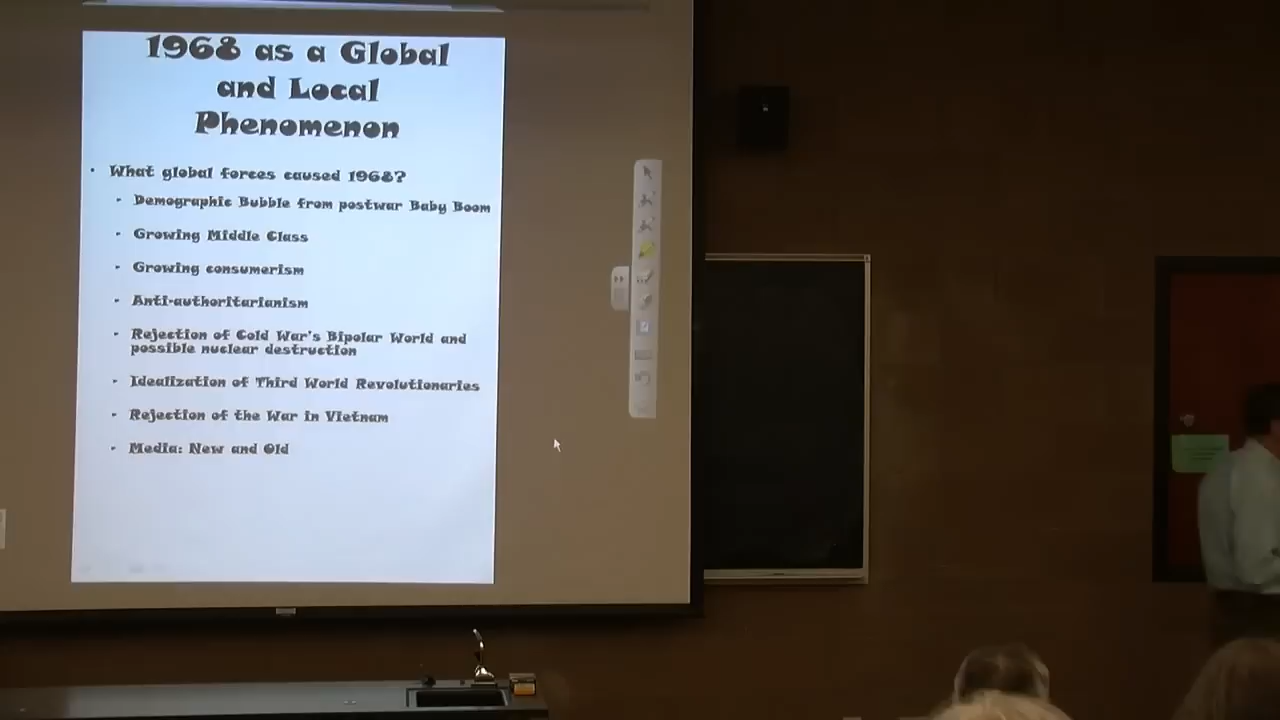 1968 as a Global
and Local
Phenomenon
• What global forces caused 1968?
- Demographic Bubble from postwar Baby Boom
- Growing Middle Class
- Growing consumerism
- Anti-authoritarianism
- Rejection of Cold War's Bipolar World and
possible nuclear destruction
- Idealization of Third World Revolutionaries
- Rejection of the War in Vietnam
- Media: New and Old